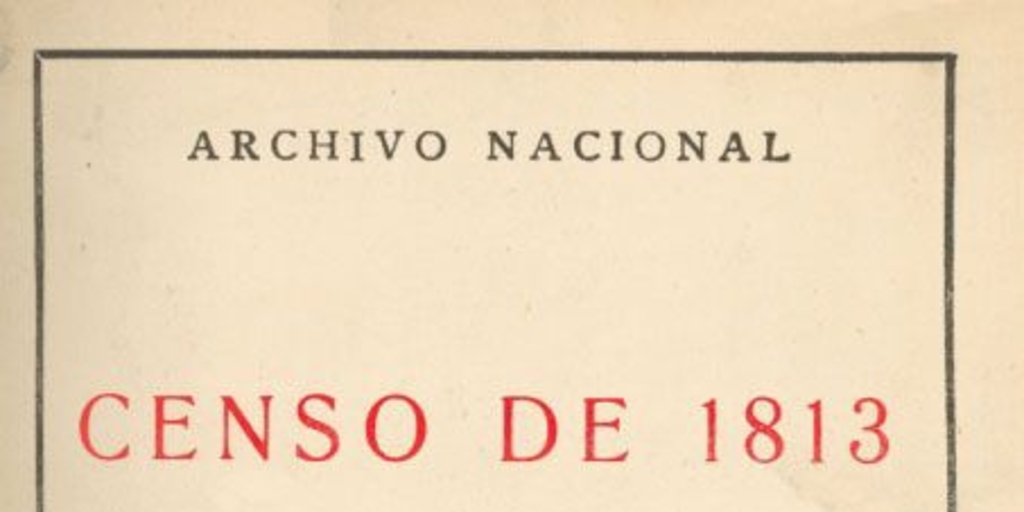 ARCHIVO NACIONAL
CENSO DE 1813